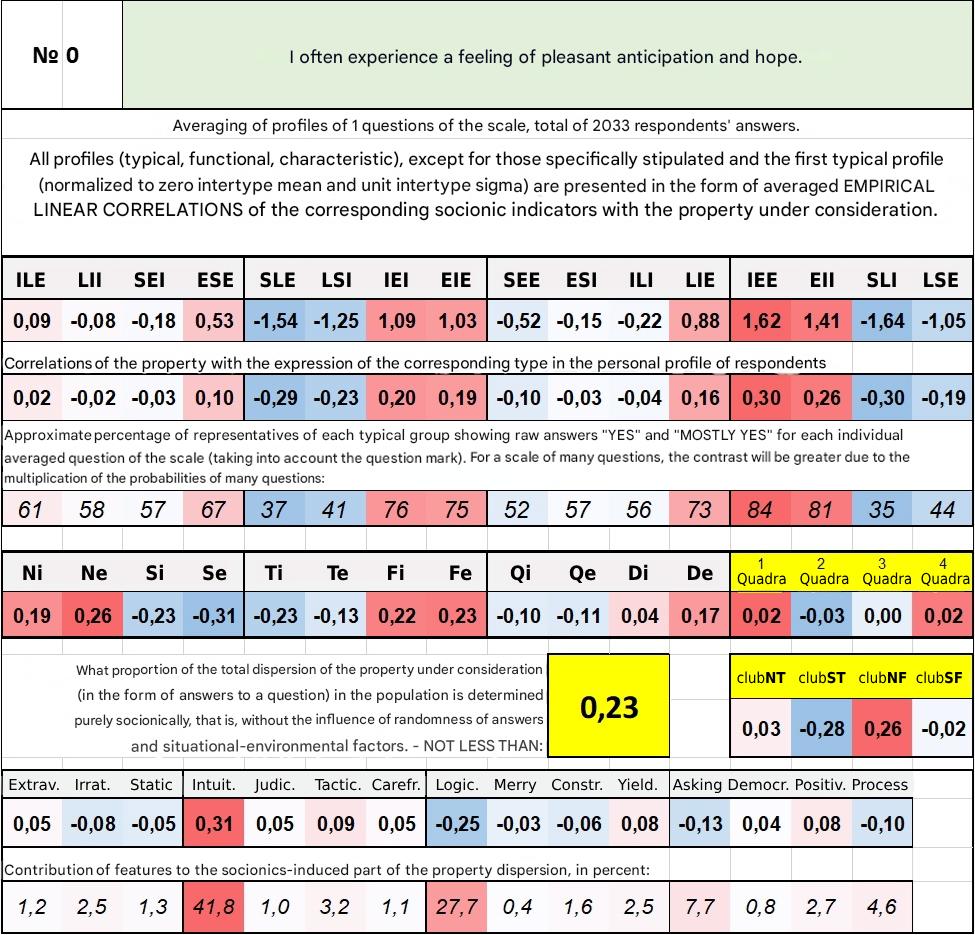 № 0
I often experience a feeling of pleasant anticipation and hope.
Averaging of profiles of 1 questions of the scale, total of 2033 respondents' answers.
All profiles (typical, functional, characteristic), except for those specifically stipulated and the first typical profile
(normalized to zero intertype mean and unit intertype sigma) are presented in the form of averaged EMPIRICAL
LINEAR CORRELATIONS of the corresponding socionic indicators with the property under consideration.
ILE LII SEI ESE SLE LSI IEI EIE SEE ESI ILI LIE IEE EII SLI LSE
0,09 -0,08 -0,18 0,53 -1,54 -1,25 1,09 1,03 -0,52 -0,15 -0,22 0,88 1,62 1,41 -1,64 -1,05
Correlations of the property with the expression of the corresponding type in the personal profile of respondents
0,02 -0,02 -0,03 0,10 -0,29 -0,23 0,20 0,19 -0,10 -0,03 -0,04 0,16 0,30 0,26 -0,30 -0,19
Approximate percentage of representatives of each typical group showing raw answers "YES" and "MOSTLY YES" for each individual
averaged question of the scale (taking into account the question mark). For a scale of many questions, the contrast will be greater due to the
multiplication of the probabilities of many questions:
61 58 57 67 37 41 76 75 52 57 56 73 84 81 35 44
Ni Ne Si Se Ti Te Fi Fe Qi Qe Di De 1 Quadra 2 Quadra 3 Quadra 4 Quadra
0,19 0,26 -0,23 -0,31 -0,23 -0,13 0,22 0,23 -0,10 -0,11 0,04 0,17 0,02 -0,03 0,00 0,02
What proportion of the total dispersion of the property under consideration
(in the form of answers to a question) in the population is determined
purely socionically, that is, without the influence of randomness of answers
and situational-environmental factors. - NOT LESS THAN:
0,23
clubNT clubST clubNF clubSF
0,03 -0,28 0,26 -0,02
Extrav. Irrat. Static Intuit. Judic. Tactic. Carefr. Logic. Merry Constr. Yield. Asking Democr. Positiv. Process
0,05 -0,08 -0,05 0,31 0,05 0,09 0,05 -0,25 -0,03 -0,06 0,08 -0,13 0,04 0,08 -0,10
Contribution of features to the socionics-induced part of the property dispersion, in percent:
1,2 2,5 1,3 41,8 1,0 3,2 1,1 27,7 0,4 1,6 2,5 7,7 0,8 2,7 4,6